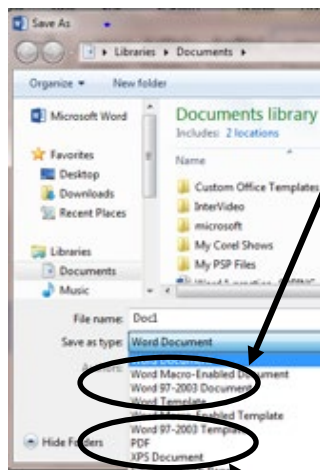 Save As
Libraries Documents
Organize New folder
Microsoft Word
Favorites
Desktop
Downloads
Recent Places
Libraries
Documents
Music
Documents library
Includes: 2 locations
Name
Custom Office Templates
InterVideo
microsoft
My Corel Shows
My PSP Files
File name: Doc1
Save as type: Word Document
Word Document
Word Macro-Enabled Document
Word 97-2003 Document
Word Template
Word Macro-Enabled Template
Word 97-2003 Template
Hide Folders
PDF
XPS Document